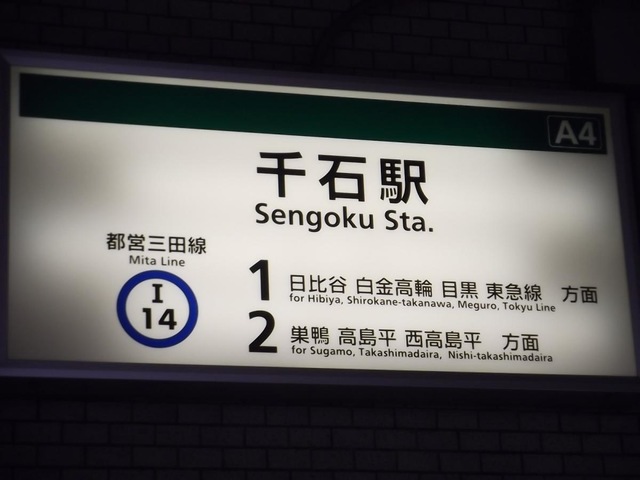 A4
千石駅
Sengoku Sta.
都営三田線
Mita Line
I
14
1 日比谷 白金高輪 目黒 東急線 方面
for Hibiya, Shirokane-takanawa, Meguro, Tokyu Line
2 巣鴨 高島平 西高島平 方面
for Sugamo, Takashimadaira, Nishi-takashimadaira